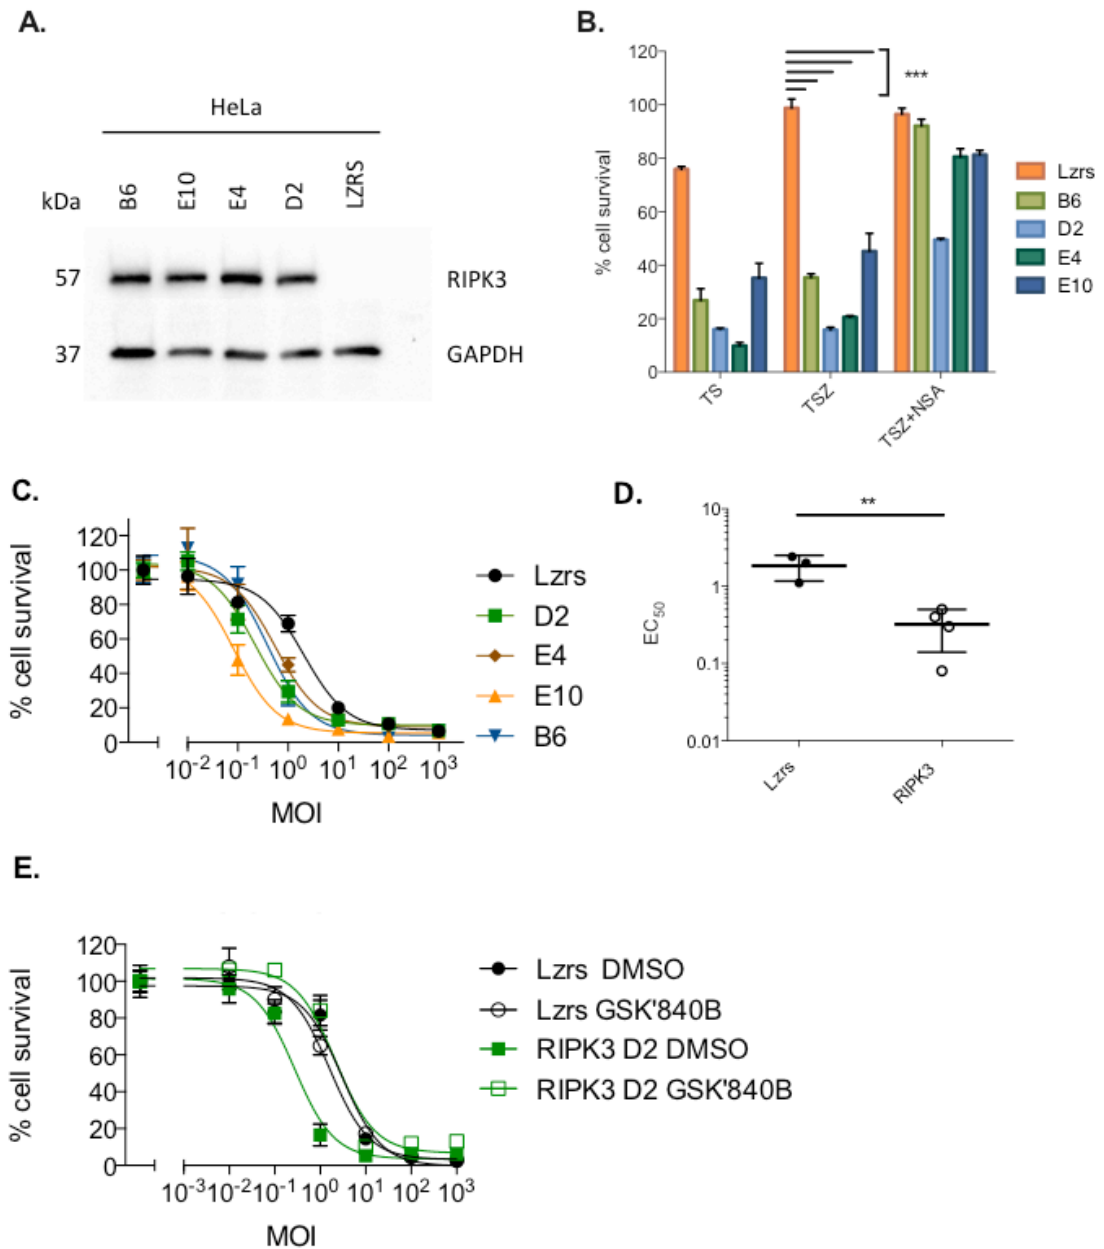 A.
HeLa
kDa
B6
E10
E4
D2
LZRS
57
RIPK3
37
GAPDH
B.
% cell survival
120
100
80
60
40
20
0
***
TS
TSZ
TSZ+NSA
Lzrs
B6
D2
E4
E10
C.
% cell survival
120
100
80
60
40
20
0
10-2 10-1 100 101 102 103
MOI
Lzrs
D2
E4
E10
B6
D.
**
EC50
10
1
0.1
0.01
Lzrs
RIPK3
E.
% cell survival
120
100
80
60
40
20
0
10-3 10-2 10-1 100 101 102 103
MOI
Lzrs DMSO
Lzrs GSK'840B
RIPK3 D2 DMSO
RIPK3 D2 GSK'840B